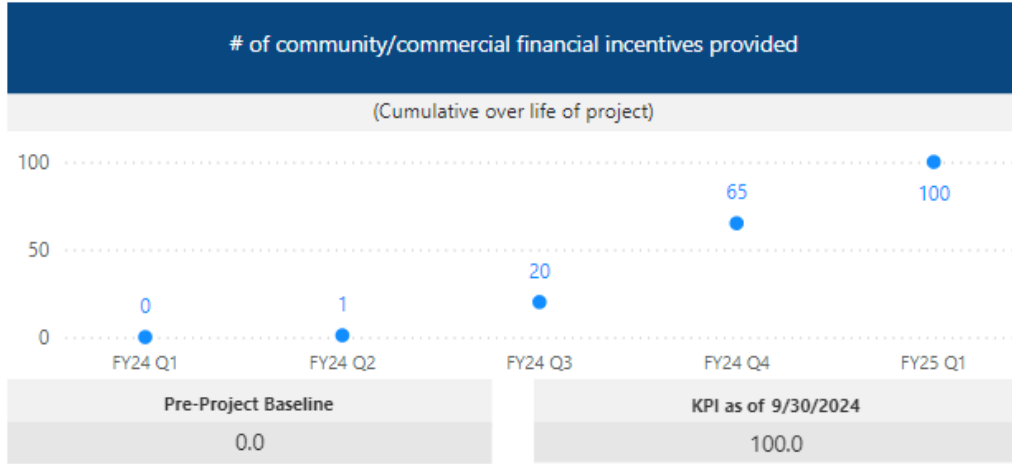 # of community/commercial financial incentives provided
(Cumulative over life of project)
100
65
100
50
20
0
1
0
FY24 Q1 FY24 Q2 FY24 Q3 FY24 Q4 FY25 Q1
Pre-Project Baseline KPI as of 9/30/2024
0.0 100.0